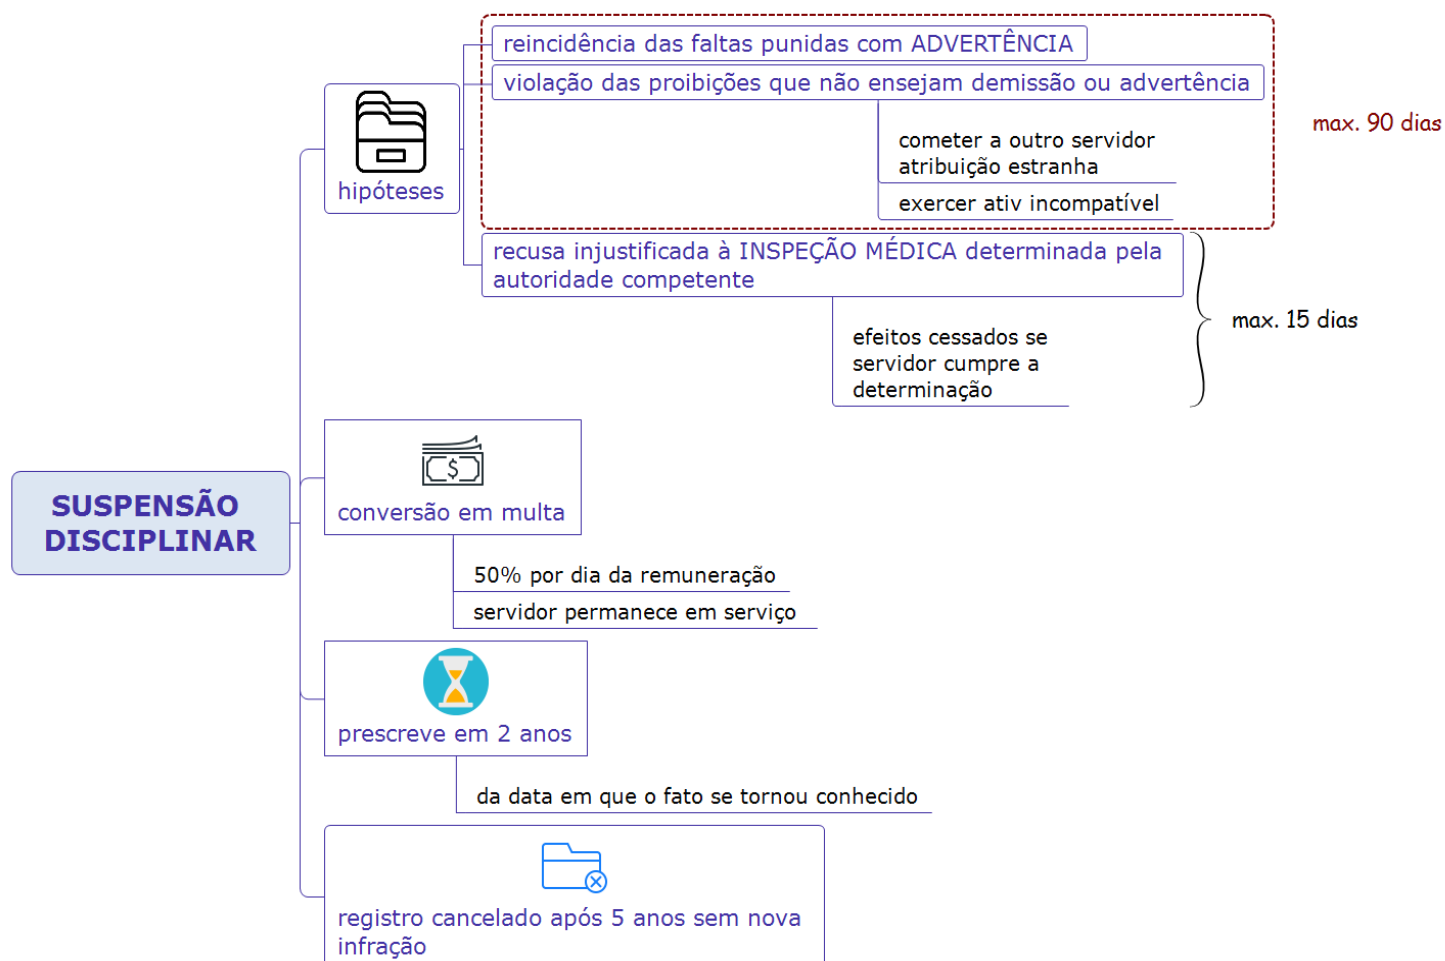 reincidência das faltas punidas com ADVERTÊNCIA
violação das proibições que não ensejam demissão ou advertência
max. 90 dias
cometer a outro servidor
atribuição estranha
hipóteses
exercer ativ incompatível
recusa injustificada à INSPEÇÃO MÉDICA determinada pela
autoridade competente
max. 15 dias
efeitos cessados se
servidor cumpre a
determinação
SUSPENSÃO
DISCIPLINAR
$
conversão em multa
50% por dia da remuneração
servidor permanece em serviço
prescreve em 2 anos
da data em que o fato se tornou conhecido
registro cancelado após 5 anos sem nova
infração